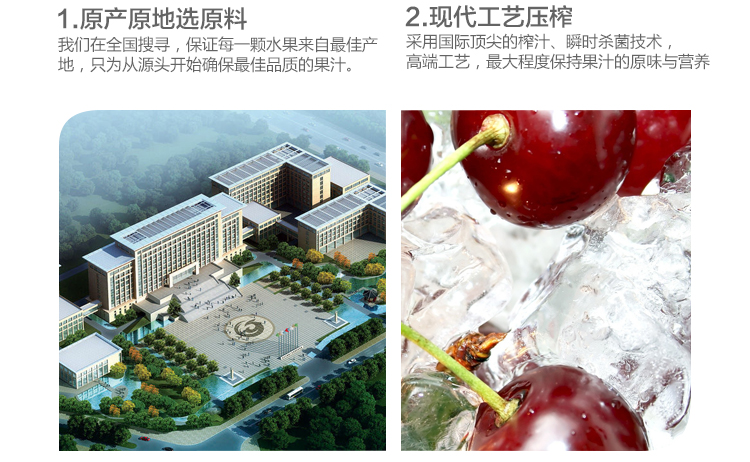 1.原产原地选原料
我们在全国搜寻，保证每一颗水果来自最佳产
地，只为从源头开始确保最佳品质的果汁。
2.现代工艺压榨
采用国际顶尖的榨汁、瞬时杀菌技术，
高端工艺，最大程度保持果汁的原味与营养